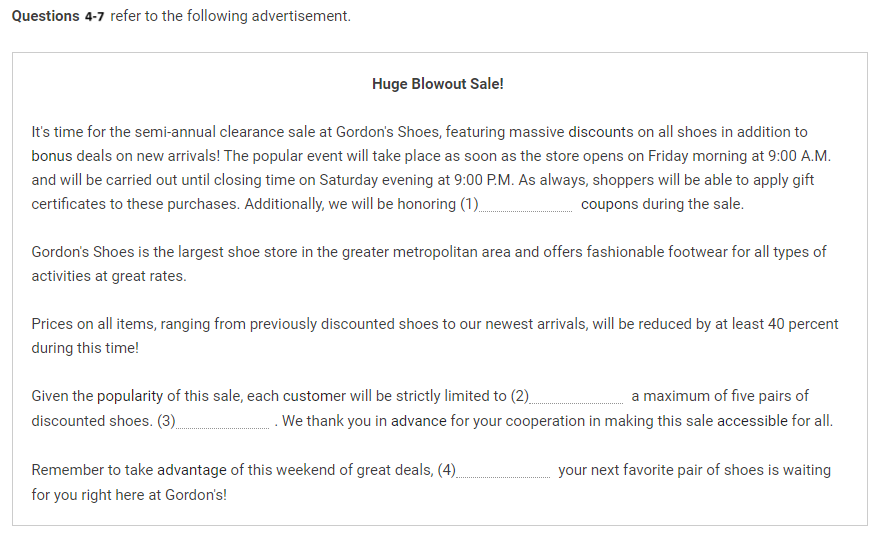 Questions 4-7 refer to the following advertisement.
Huge Blowout Sale!
It's time for the semi-annual clearance sale at Gordon's Shoes, featuring massive discounts on all shoes in addition to
bonus deals on new arrivals! The popular event will take place as soon as the store opens on Friday morning at 9:00 A.M.
and will be carried out until closing time on Saturday evening at 9:00 P.M. As always, shoppers will be able to apply gift
certificates to these purchases. Additionally, we will be honoring (1) coupons during the sale.
Gordon's Shoes is the largest shoe store in the greater metropolitan area and offers fashionable footwear for all types of
activities at great rates.
Prices on all items, ranging from previously discounted shoes to our newest arrivals, will be reduced by at least 40 percent
during this time!
Given the popularity of this sale, each customer will be strictly limited to (2) a maximum of five pairs of
discounted shoes. (3) . We thank you in advance for your cooperation in making this sale accessible for all.
Remember to take advantage of this weekend of great deals, (4) your next favorite pair of shoes is waiting
for you right here at Gordon's!